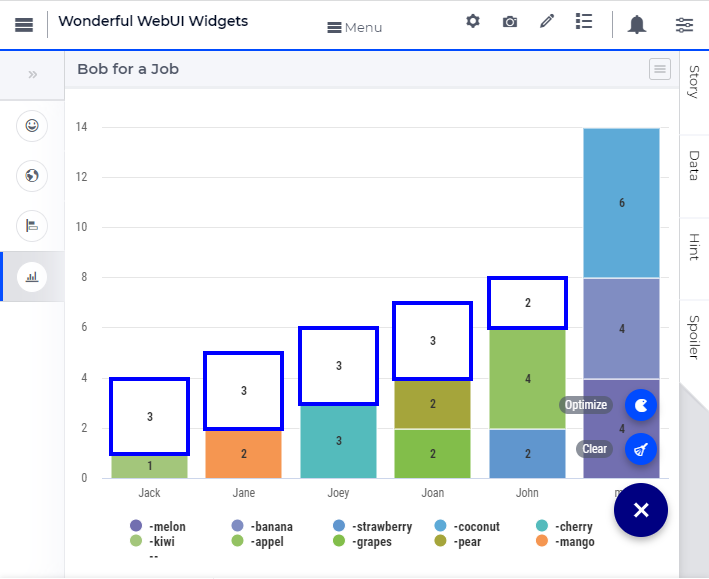 Wonderful WebUI Widgets
Menu
Bob for a Job
Story
Data
Hint
Spoiler
14
12
10
8
6
4
2
0
3
1
3
2
3
3
3
2
2
2
4
2
6
4
4
Optimize
Clear
Jack
Jane
Joey
Joan
John
-melon
-banana
-strawberry
-coconut
-cherry
-kiwi
-appel
-grapes
-pear
-mango
--